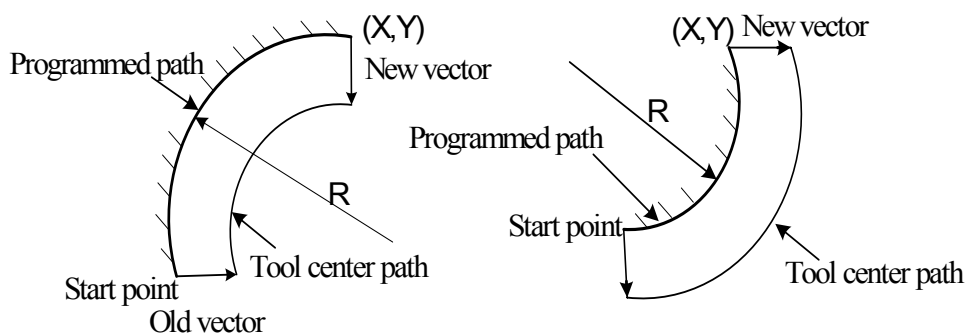 (X,Y)
Programmed path
New vector
R
Tool center path
Start point
Old vector
(X,Y) New vector
R
Programmed path
Start point
Tool center path